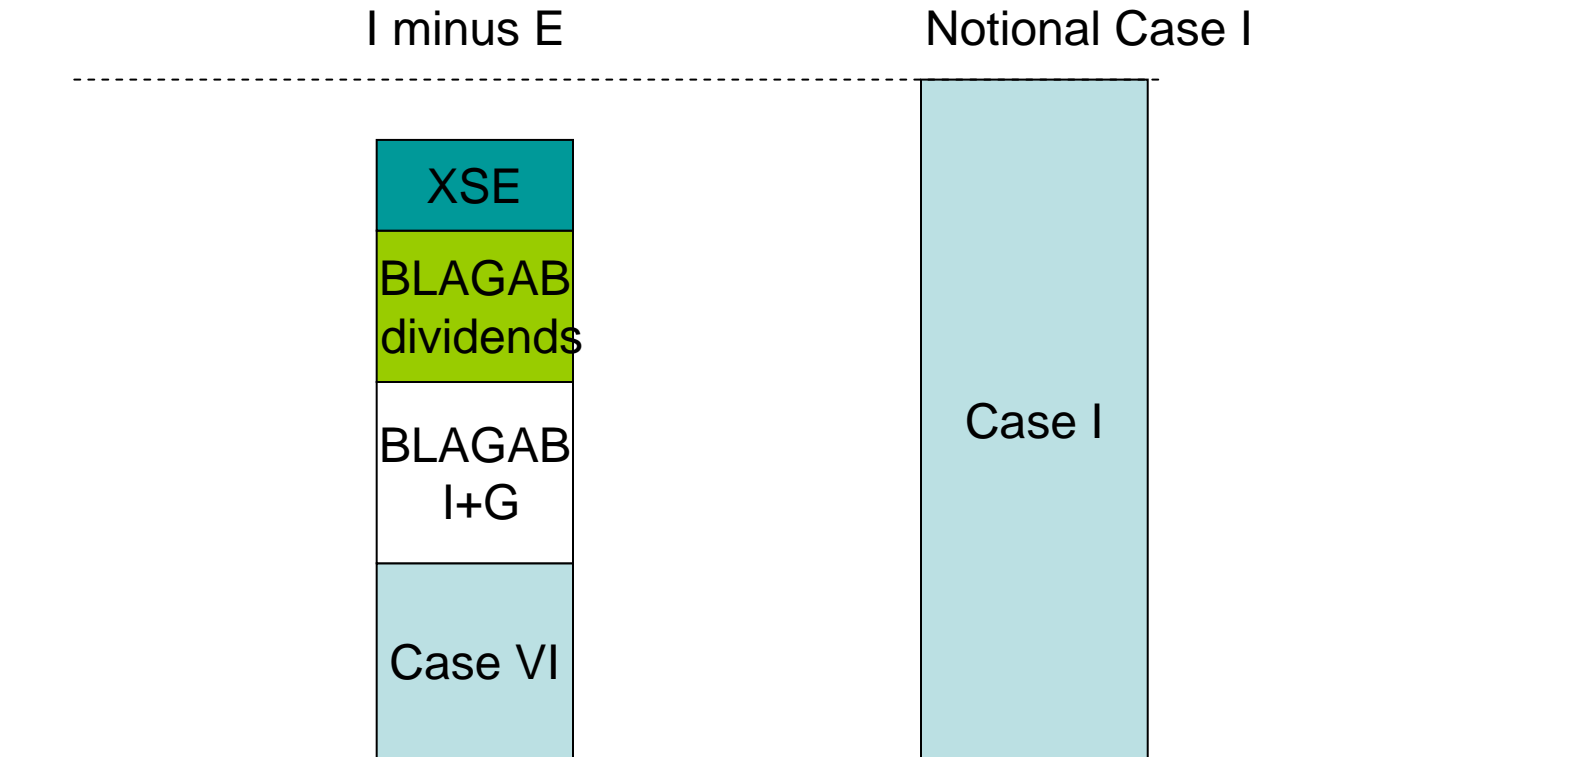 I minus E
Notional Case I
XSE
BLAGAB
dividends
BLAGAB
I+G
Case VI
Case I